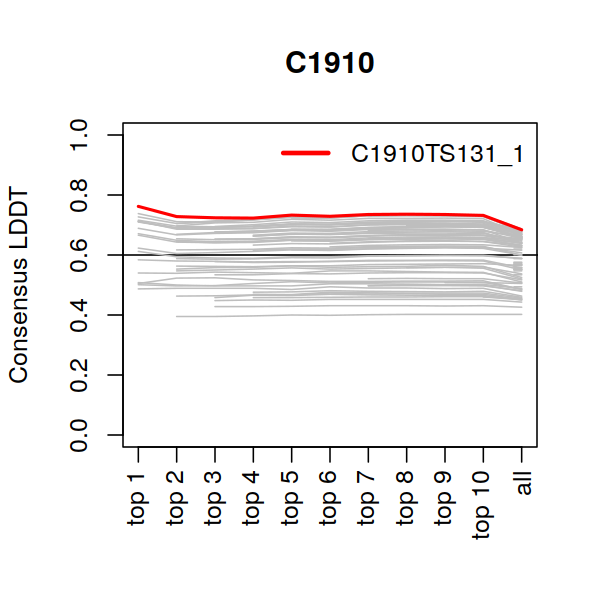 C1910
C1910TS131_1
Consensus LDDT
1.0
0.8
0.6
0.4
0.2
0.0
top 1
top 2
top 3
top 4
top 5
top 6
top 7
top 8
top 9
top 10
all